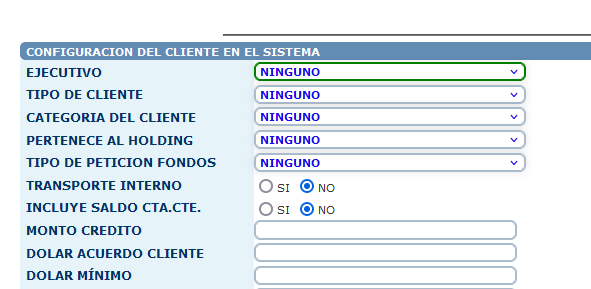 CONFIGURACION DEL CLIENTE EN EL SISTEMA
EJECUTIVO NINGUNO
TIPO DE CLIENTE NINGUNO
CATEGORIA DEL CLIENTE NINGUNO
PERTENECE AL HOLDING NINGUNO
TIPO DE PETICION FONDOS NINGUNO
TRANSPORTE INTERNO SI NO
INCLUYE SALDO CTA.CTE. SI NO
MONTO CREDITO
DOLAR ACUERDO CLIENTE
DOLAR MÍNIMO